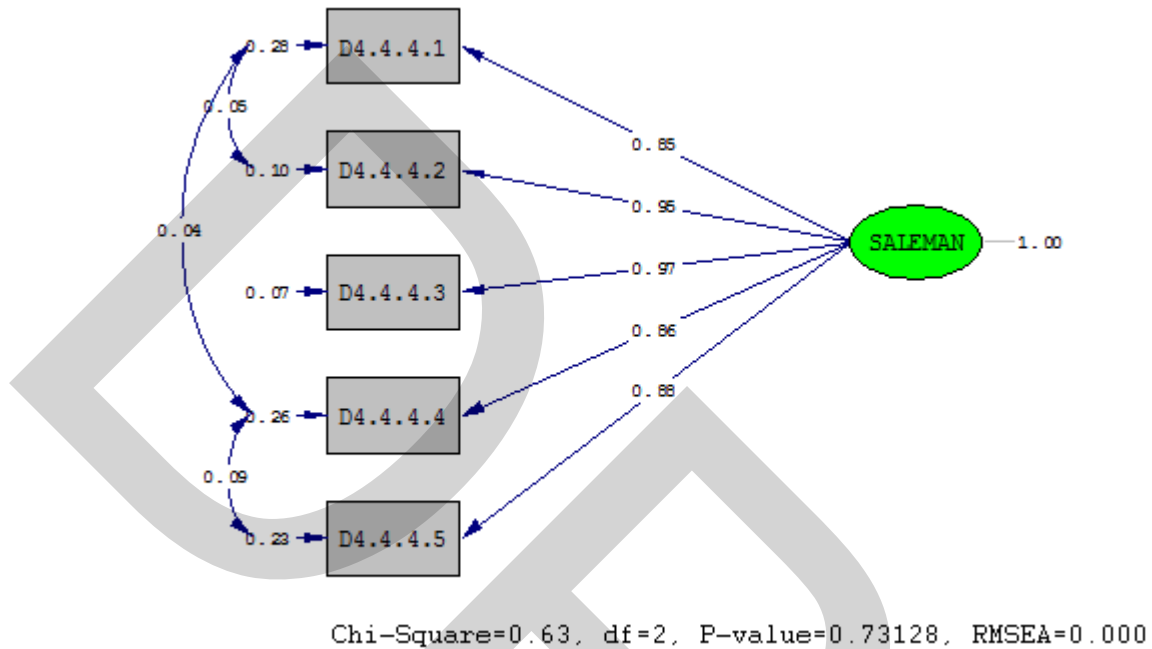 0.28 D4.4.4.1
0.05
0.85
0.10 D4.4.4.2
0.95
0.04
SALEMAN 1.00
0.97
0.07 D4.4.4.3
0.86
0.88
0.26 D4.4.4.4
0.09
0.23 D4.4.4.5
Chi-Square=0.63, df=2, P-value=0.73128, RMSEA=0.000